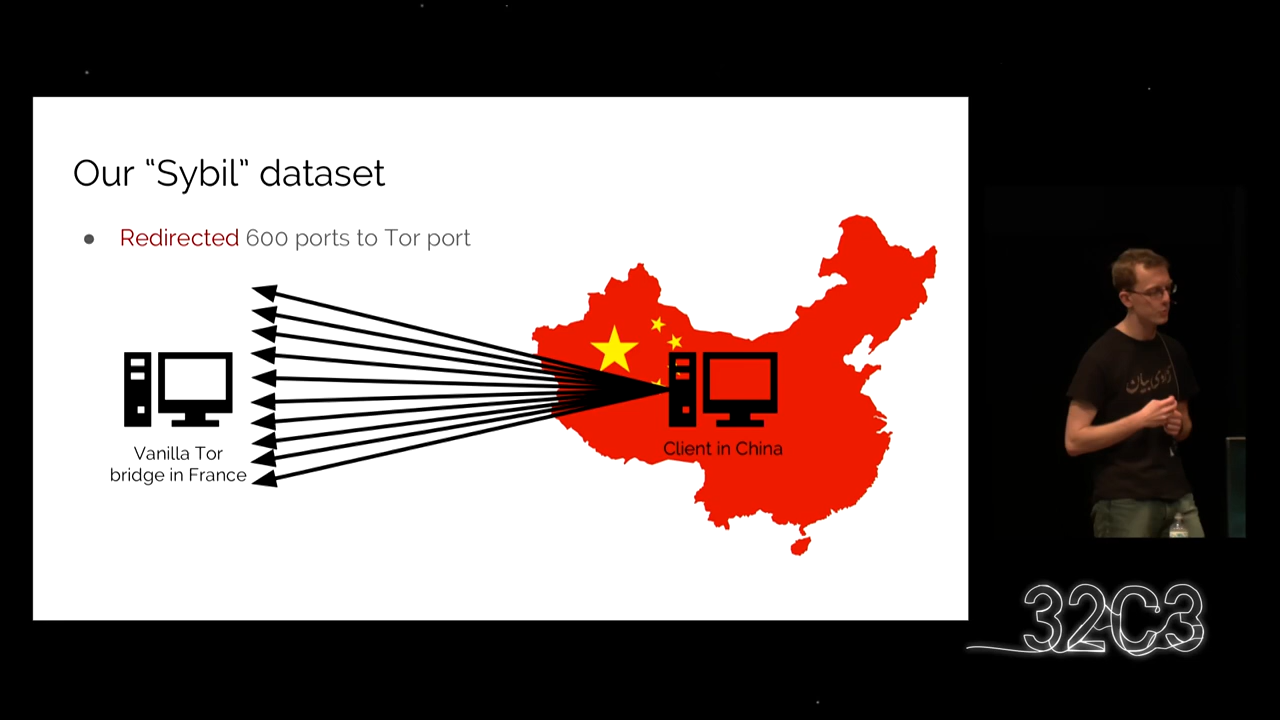 Our “Sybil” dataset
● Redirected 600 ports to Tor port
Vanilla Tor
bridge in France
Client in China
32C3